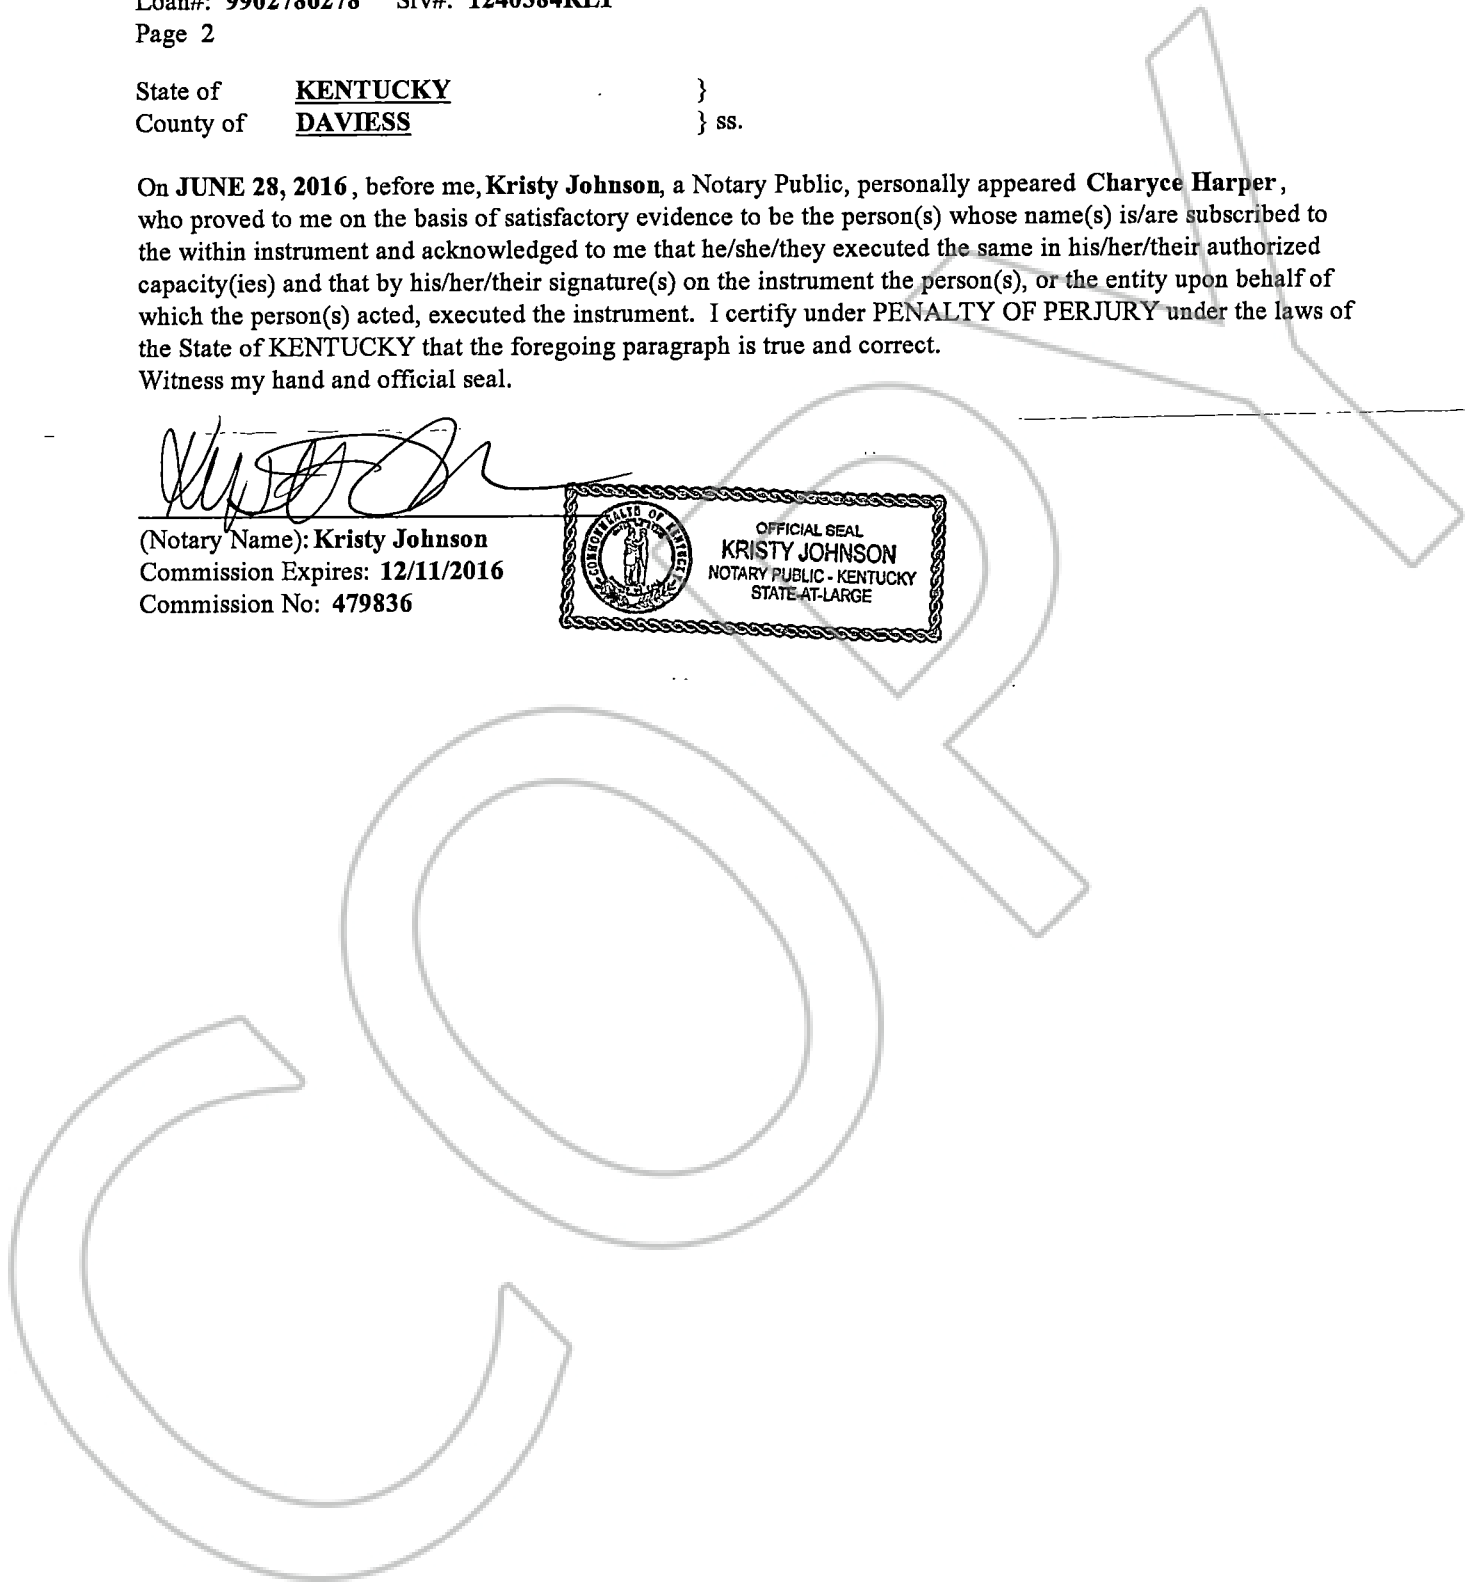 Loan#: 9902780278 Srv#: 1240384RL1
Page 2
State of KENTUCKY }
County of DAVIESS } ss.
On JUNE 28, 2016, before me, Kristy Johnson, a Notary Public, personally appeared Charyce Harper,
who proved to me on the basis of satisfactory evidence to be the person(s) whose name(s) is/are subscribed to
the within instrument and acknowledged to me that he/she/they executed the same in his/her/their authorized
capacity(ies) and that by his/her/their signature(s) on the instrument the person(s), or the entity upon behalf of
which the person(s) acted, executed the instrument. I certify under PENALTY OF PERJURY under the laws of
the State of KENTUCKY that the foregoing paragraph is true and correct.
Witness my hand and official seal.
(Notary Name): Kristy Johnson
Commission Expires: 12/11/2016
Commission No: 479836
COMMONWEALTH OF KENTUCKY
OFFICIAL SEAL
KRISTY JOHNSON
NOTARY PUBLIC - KENTUCKY
STATE-AT-LARGE
COPY